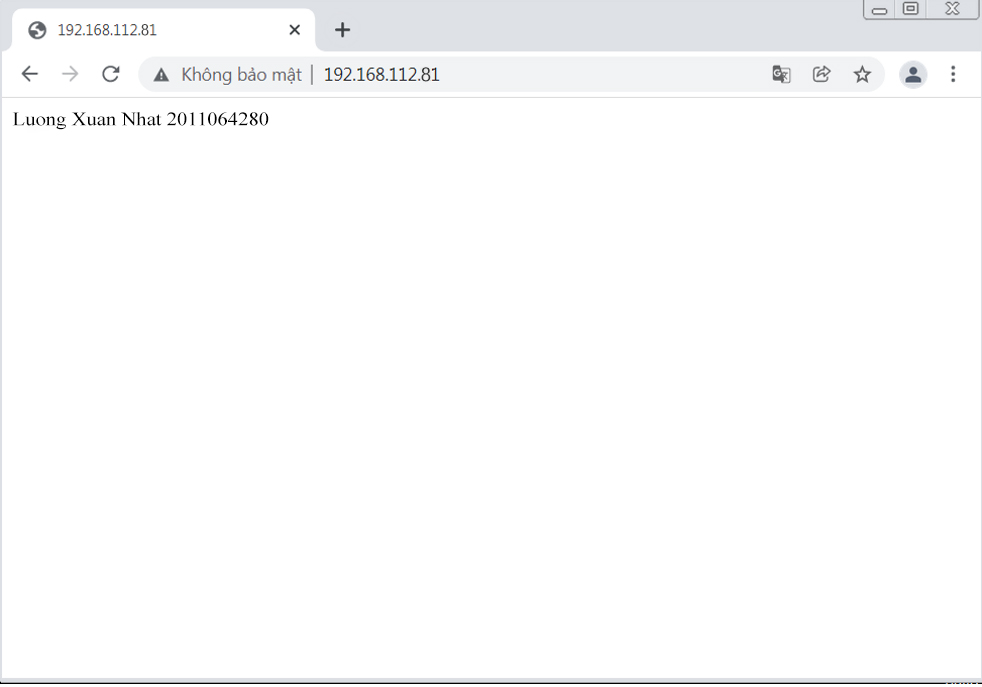 192.168.112.81
Không bảo mật | 192.168.112.81
Luong Xuan Nhat 2011064280